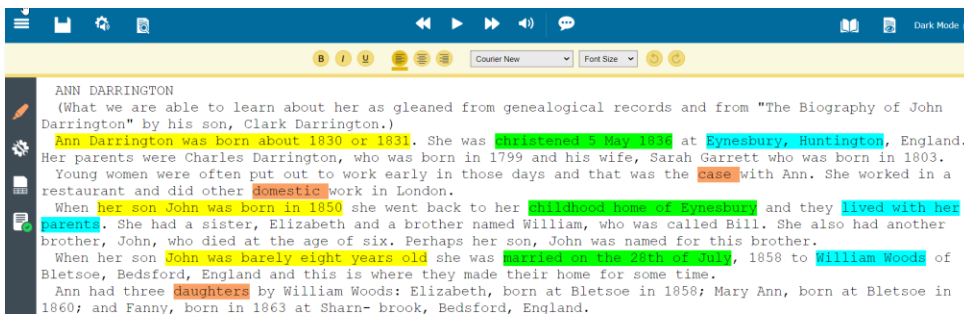 Dark Mode
B I U Courier New Font Size
ANN DARRINGTON
(What we are able to learn about her as gleaned from genealogical records and from "The Biography of John
Darrington" by his son, Clark Darrington.)
Ann Darrington was born about 1830 or 1831. She was christened 5 May 1836 at Eynesbury, Huntington, England.
Her parents were Charles Darrington, who was born in 1799 and his wife, Sarah Garrett who was born in 1803.
Young women were often put out to work early in those days and that was the case with Ann. She worked in a
restaurant and did other domestic work in London.
When her son John was born in 1850 she went back to her childhood home of Eynesbury and they lived with her
parents. She had a sister, Elizabeth and a brother named William, who was called Bill. She also had another
brother, John, who died at the age of six. Perhaps her son, John was named for this brother.
When her son John was barely eight years old she was married on the 28th of July, 1858 to William Woods of
Bletsoe, Bedsford, England and this is where they made their home for some time.
Ann had three daughters by William Woods: Elizabeth, born at Bletsoe in 1858; Mary Ann, born at Bletsoe in
1860; and Fanny, born in 1863 at Sharn- brook, Bedsford, England.